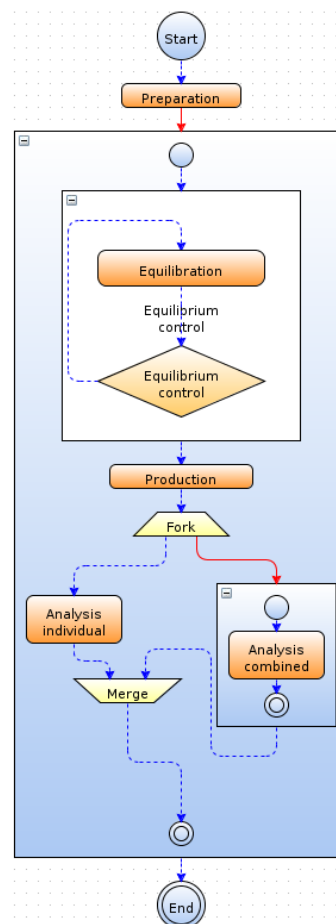 Start
Preparation
Equilibration
Equilibrium
control
Equilibrium
control
Production
Fork
Analysis
individual
Analysis
combined
Merge
End